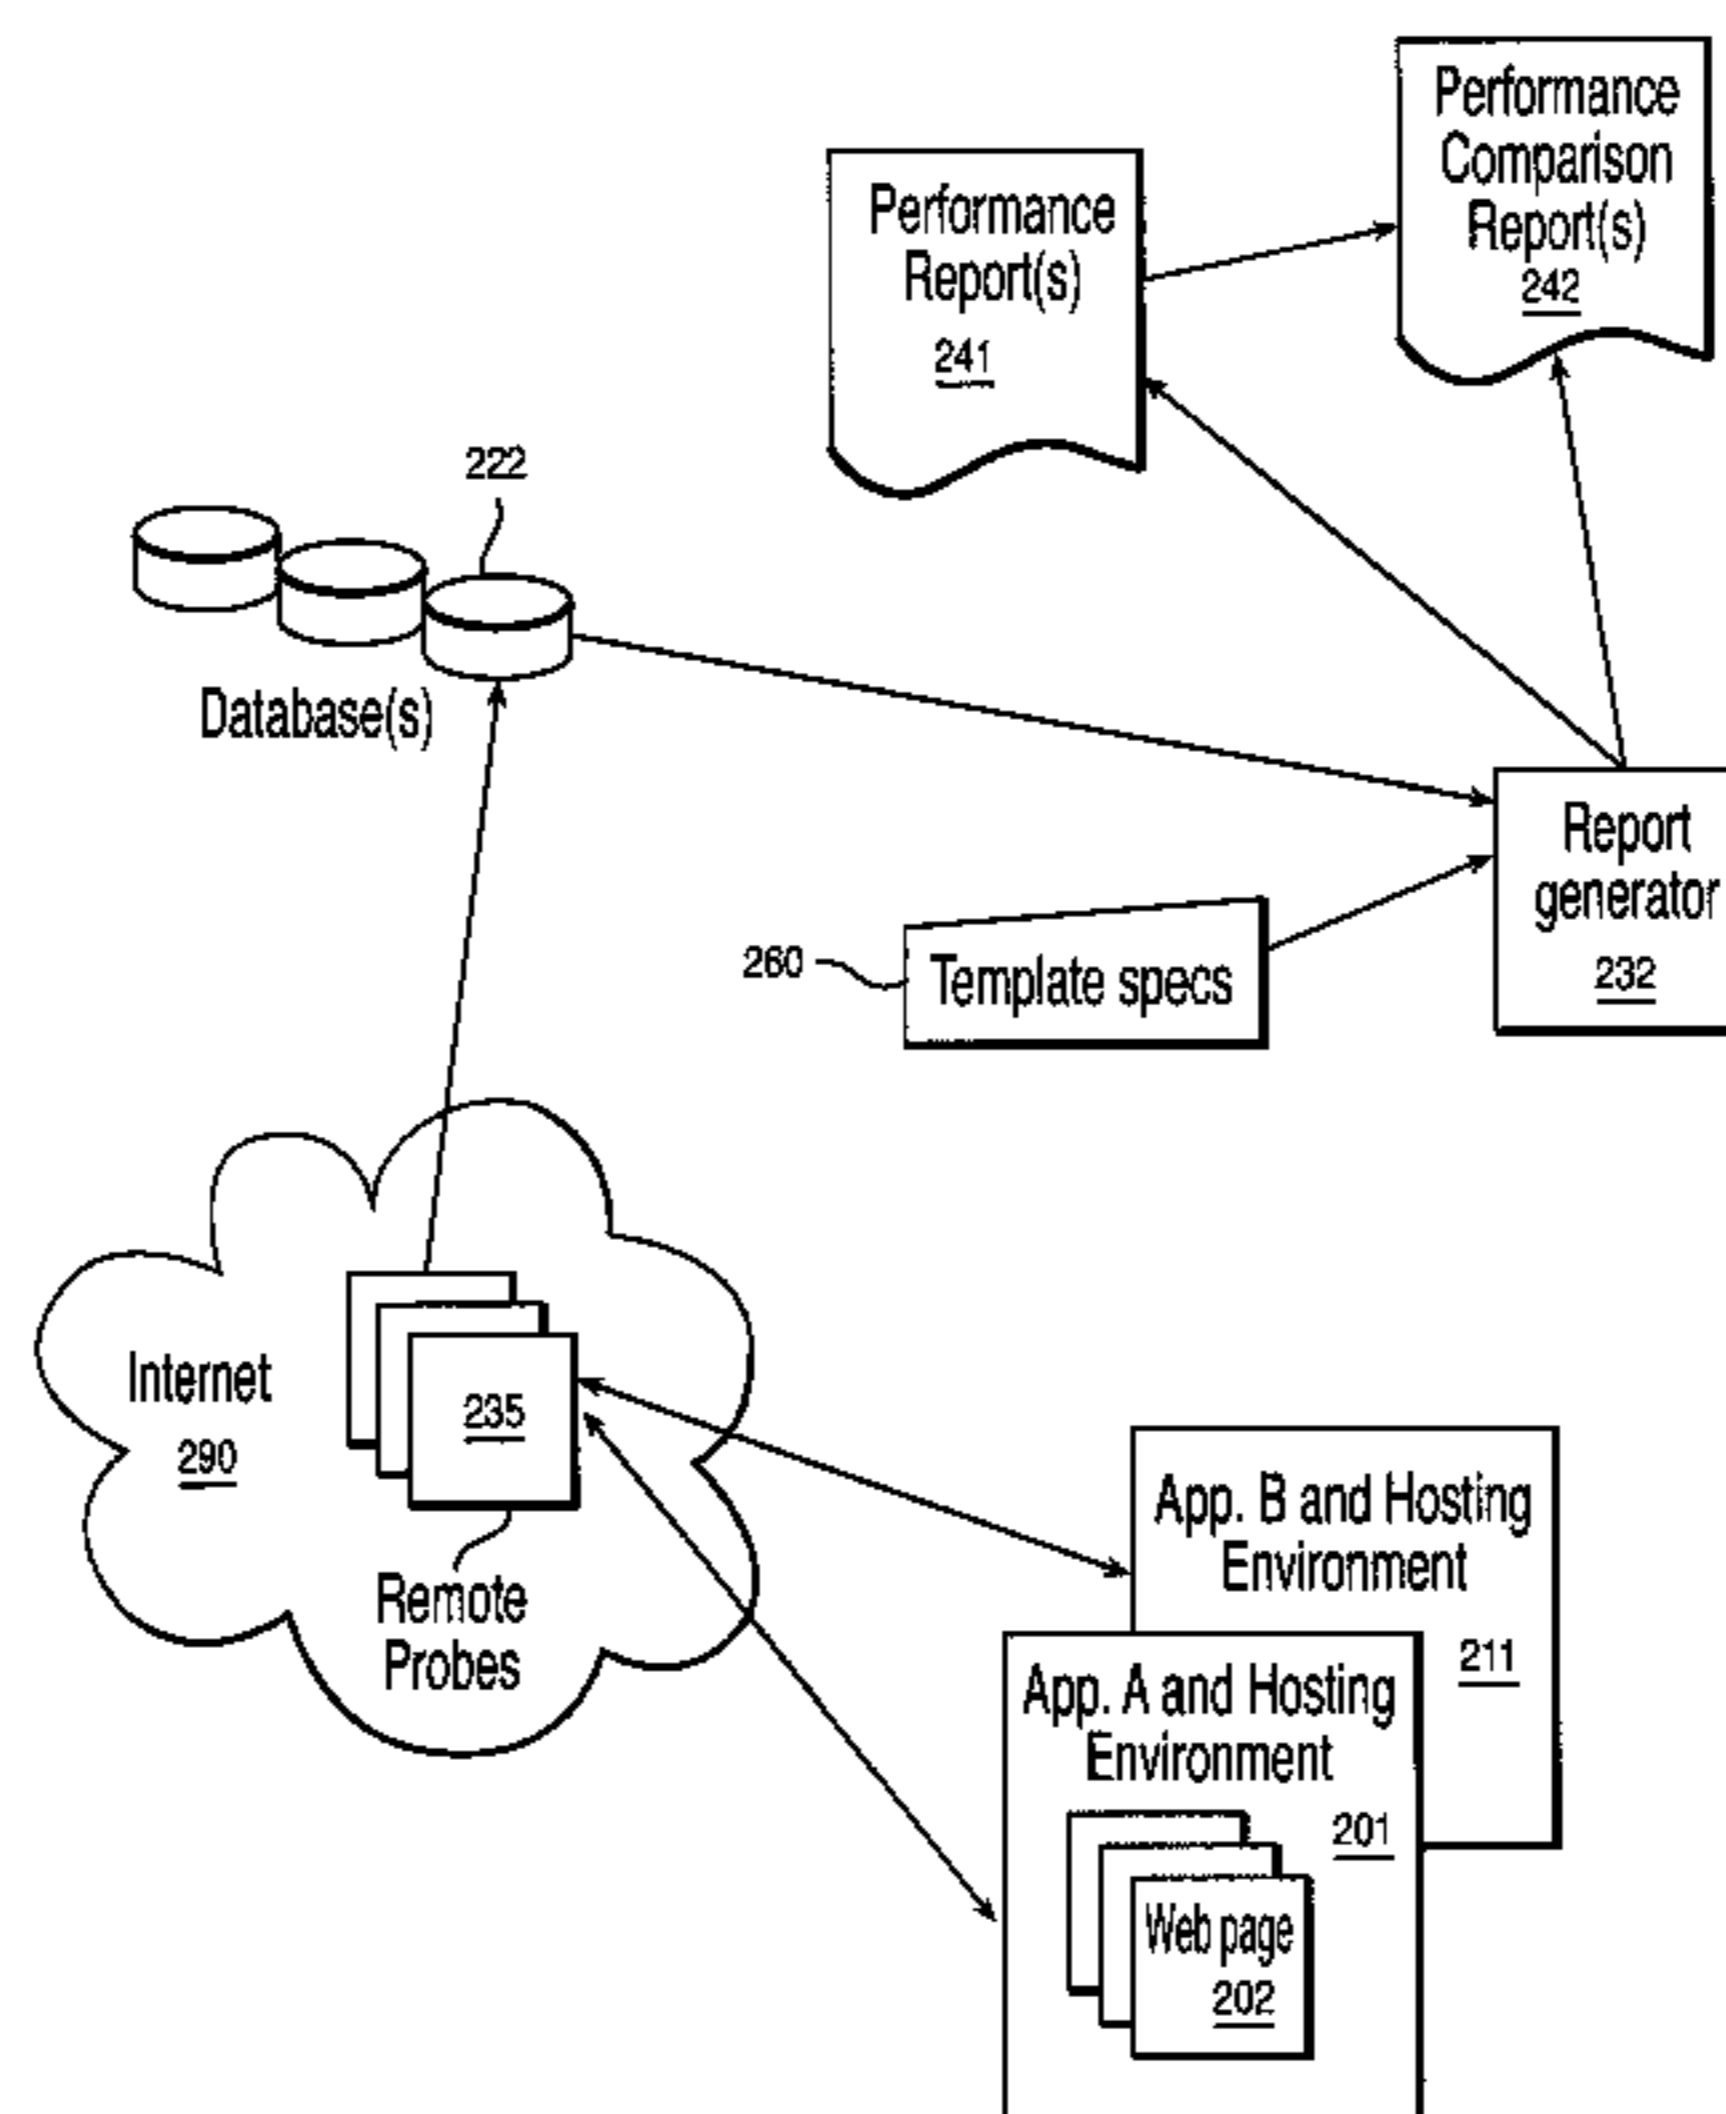 Performance
Comparison
Report(s)
242
Performance
Report(s)
241
222
Database(s)
Report
generator
232
260
Template specs
Internet
290
235
Remote
Probes
App. B and Hosting
Environment
211
App. A and Hosting
Environment
201
Web page
202